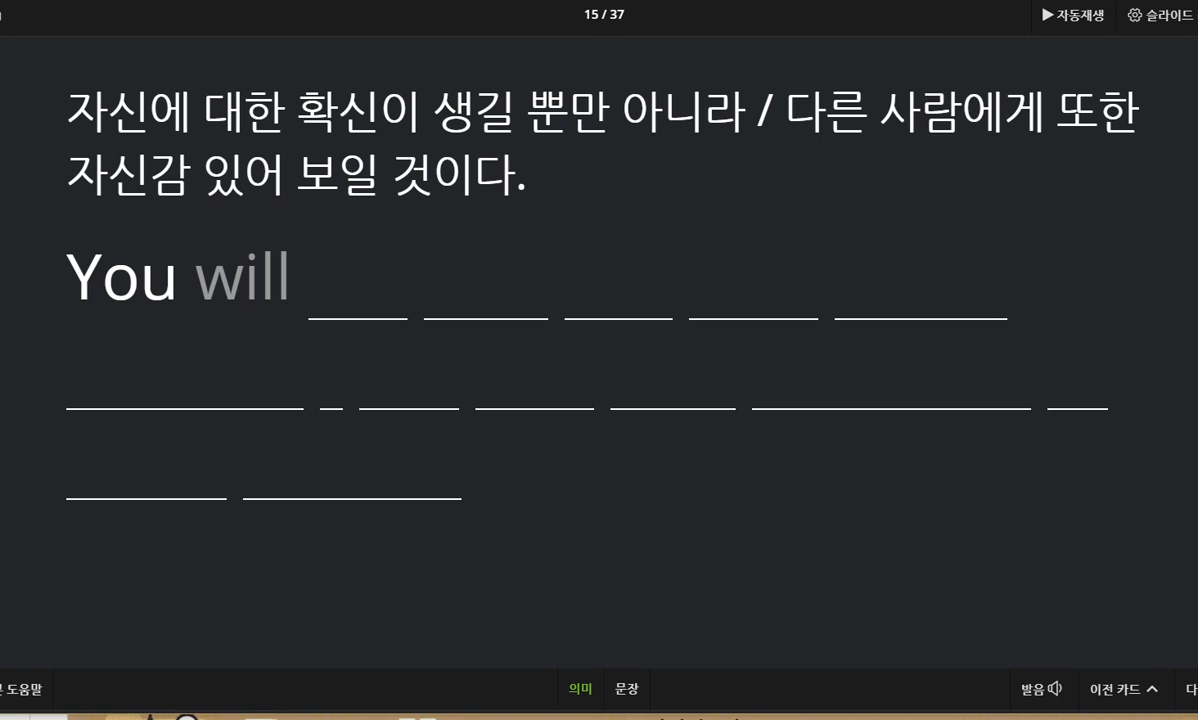 15 / 37
자동재생
슬라이드
자신에 대한 확신이 생길 뿐만 아니라 / 다른 사람에게 또한
자신감 있어 보일 것이다.
You will
도움말
의미
문장
발음
이전 카드
다